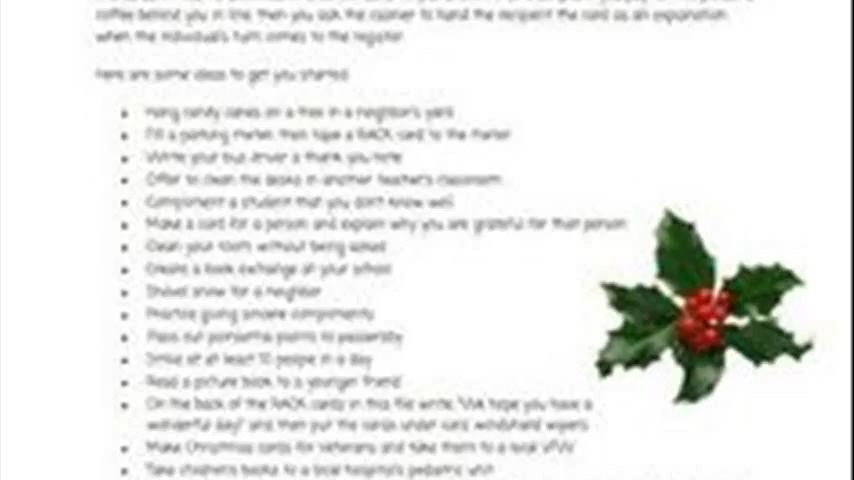 coffee behind you in line, then you ask the cashier to hand the recipient the card as an explanation
when the individual's turn comes to the register.
Here are some ideas to get you started:
• Hang candy canes on a tree in a neighbor's yard
• Fill a parking meter, then tape a RACK card to the meter
• Write your bus driver a thank you note
• Offer to clean the desks in another teacher's classroom
• Compliment a student that you don't know well
• Make a card for a person and explain why you are grateful for that person
• Clean your room without being asked
• Create a book exchange at your school
• Shovel snow for a neighbor
• Practice giving sincere compliments
• Pass out poinsettia plants to passersby
• Smile at at least 10 people in a day
• Read a picture book to a younger friend
• On the back of the RACK cards in this file write "We hope you have a
wonderful day!" and then put the cards under cars' windshield wipers
• Make Christmas cards for veterans and take them to a local VFW
• Take children's books to a local hospital's pediatric unit